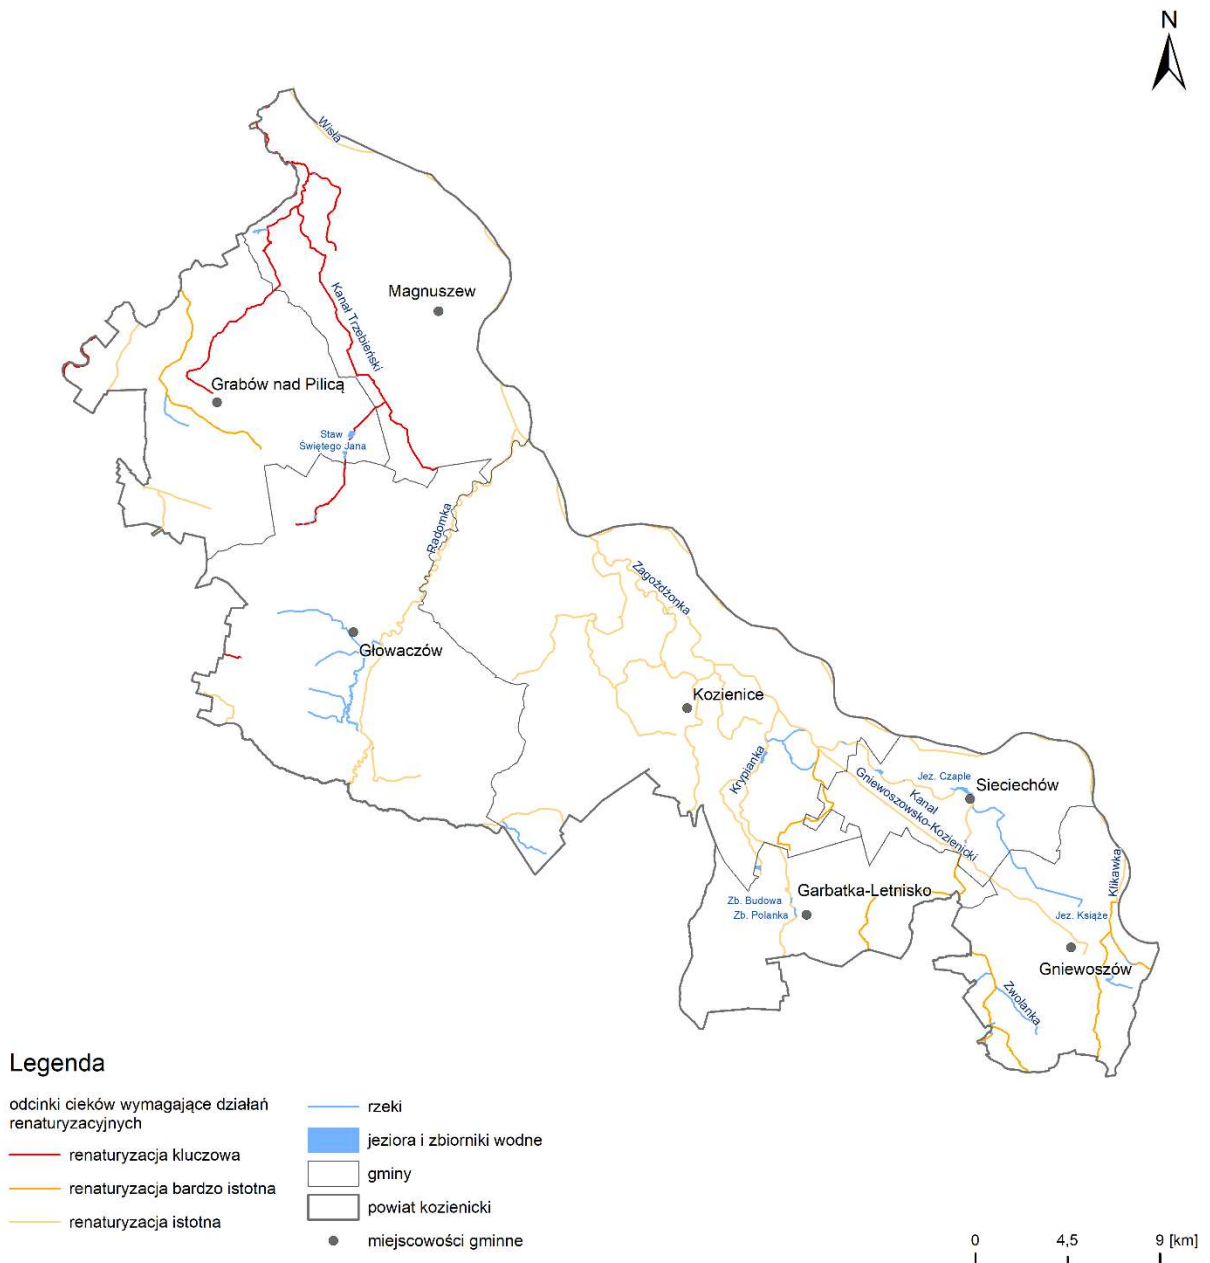 N
Wisła
Magnuszew
Kanał Trzebieński
Grabów nad Pilicą
Staw
Świętego Jana
Radomka
Zagożdżonka
Głowaczów
Kozienice
Krypianka
Jez. Czaple
Sieciechów
Kanał
Gniewoszowsko-Kozienicki
Klikawka
Garbatka-Letnisko
Zb. Budowa
Zb. Polanka
Jez. Książe
Gniewoszów
Zwolanka
Legenda
odcinki cieków wymagające działań
renaturyzacyjnych
renaturyzacja kluczowa
renaturyzacja bardzo istotna
renaturyzacja istotna
rzeki
jeziora i zbiorniki wodne
gminy
powiat kozienicki
miejscowości gminne
0 4,5 9 [km]